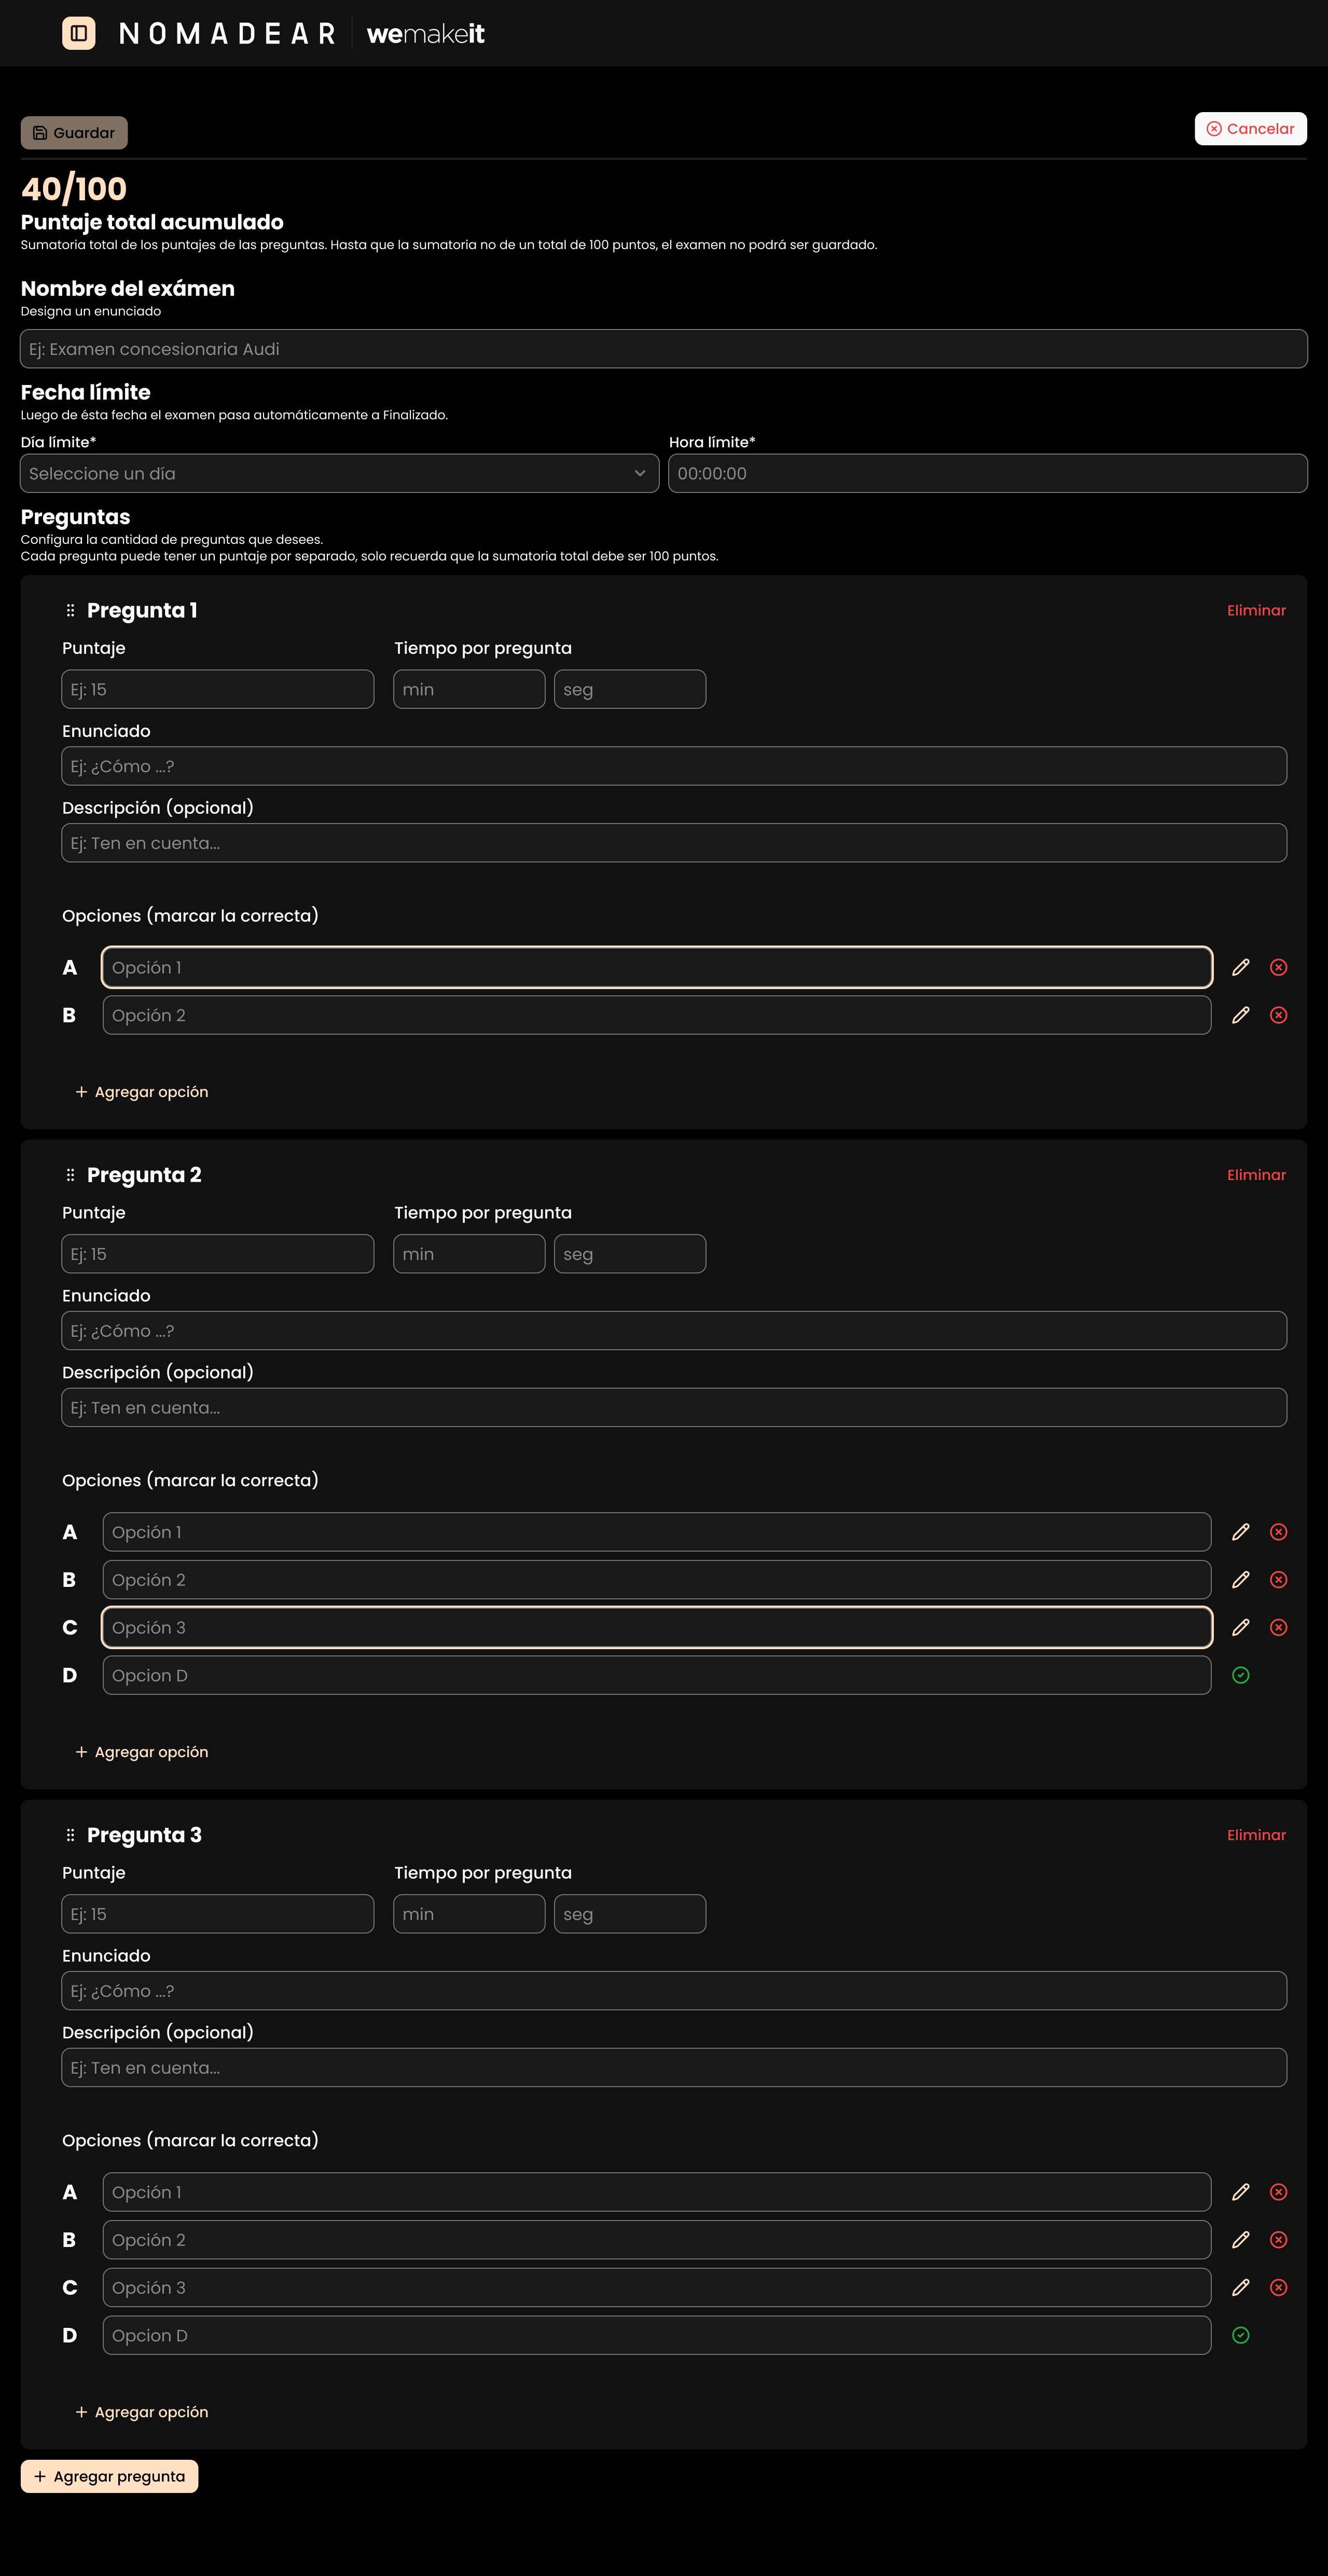 NOMADEAR wemakeit
Guardar
Cancelar
40/100
Puntaje total acumulado
Sumatoria total de los puntajes de las preguntas. Hasta que la sumatoria no de un total de 100 puntos, el examen no podrá ser guardado.
Nombre del exámen
Designa un enunciado
Ej: Examen concesionaria Audi
Fecha límite
Luego de ésta fecha el examen pasa automáticamente a Finalizado.
Día límite* Hora límite*
Seleccione un día 00:00:00
Preguntas
Configura la cantidad de preguntas que desees.
Cada pregunta puede tener un puntaje por separado, solo recuerda que la sumatoria total debe ser 100 puntos.
Pregunta 1 Eliminar
Puntaje Tiempo por pregunta
Ej: 15 min seg
Enunciado
Ej: ¿Cómo ...?
Descripción (opcional)
Ej: Ten en cuenta...
Opciones (marcar la correcta)
A Opción 1
B Opción 2
+ Agregar opción
Pregunta 2 Eliminar
Puntaje Tiempo por pregunta
Ej: 15 min seg
Enunciado
Ej: ¿Cómo ...?
Descripción (opcional)
Ej: Ten en cuenta...
Opciones (marcar la correcta)
A Opción 1
B Opción 2
C Opción 3
D Opcion D
+ Agregar opción
Pregunta 3 Eliminar
Puntaje Tiempo por pregunta
Ej: 15 min seg
Enunciado
Ej: ¿Cómo ...?
Descripción (opcional)
Ej: Ten en cuenta...
Opciones (marcar la correcta)
A Opción 1
B Opción 2
C Opción 3
D Opcion D
+ Agregar opción
+ Agregar pregunta